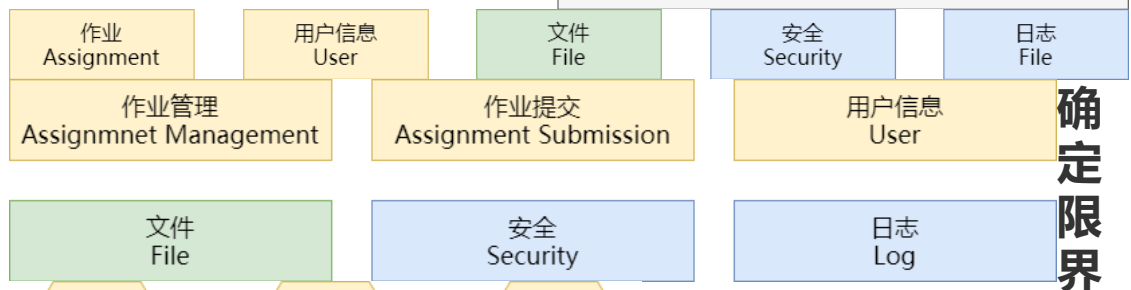 作业
Assignment
用户信息
User
文件
File
安全
Security
日志
File
作业管理
Assignmnet Management
作业提交
Assignment Submission
用户信息
User
文件
File
安全
Security
日志
Log
确
定
限
界